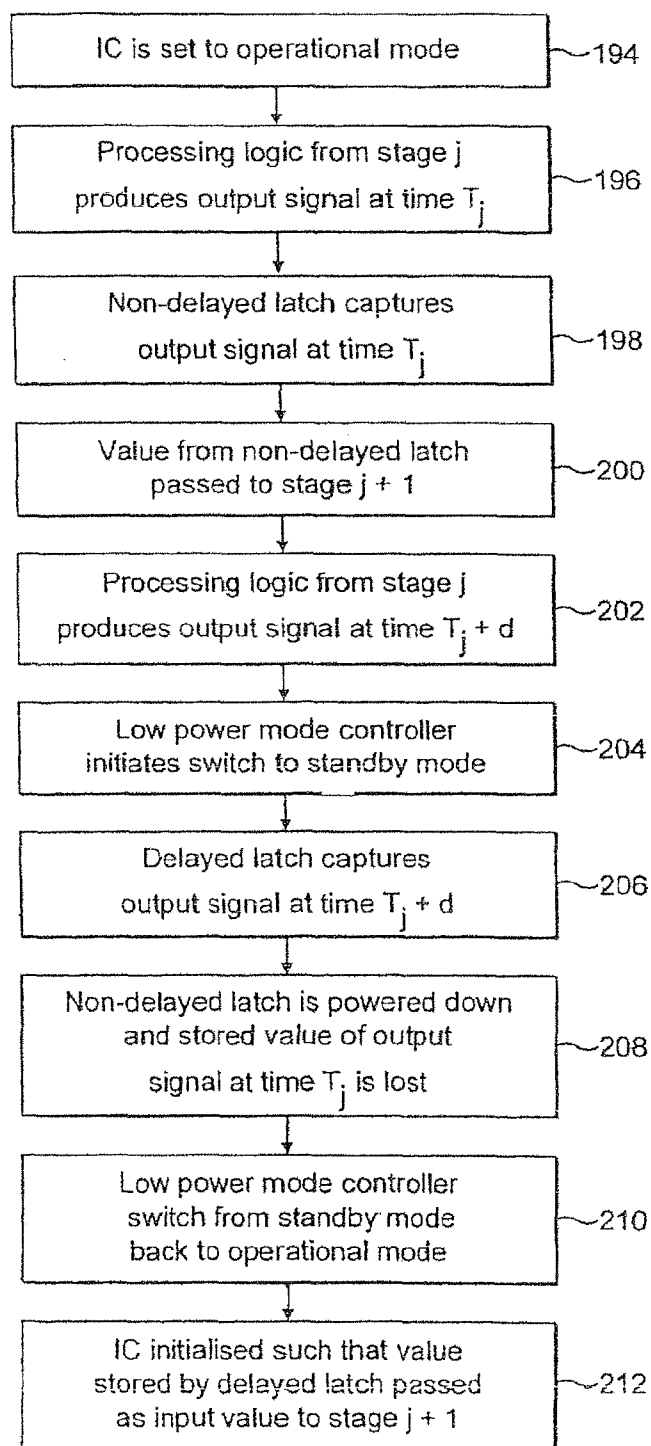 IC is set to operational mode
194
Processing logic from stage j
produces output signal at time Tj
196
Non-delayed latch captures
output signal at time Tj
198
Value from non-delayed latch
passed to stage j + 1
200
Processing logic from stage j
produces output signal at time Tj + d
202
Low power mode controller
initiates switch to standby mode
204
Delayed latch captures
output signal at time Tj + d
206
Non-delayed latch is powered down
and stored value of output
signal at time Tj is lost
208
Low power mode controller
switch from standby mode
back to operational mode
210
IC initialised such that value
stored by delayed latch passed
as input value to stage j + 1
212